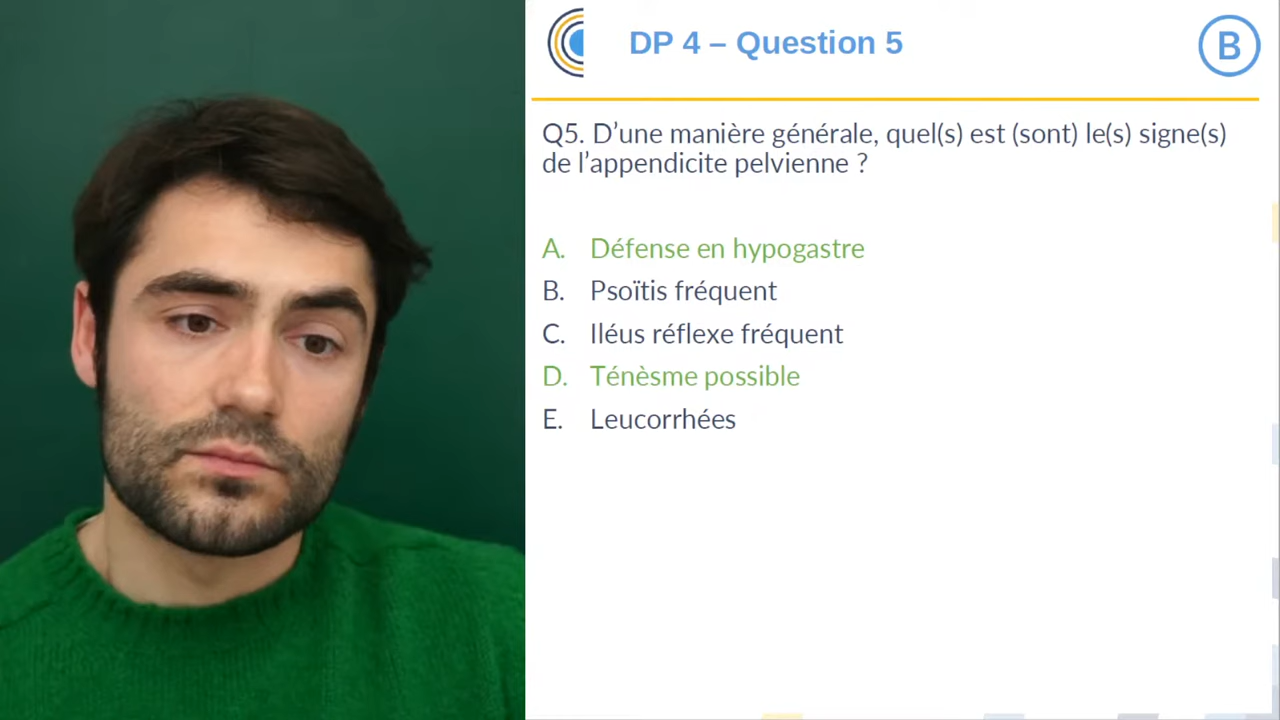 DP 4 – Question 5
B
Q5. D’une manière générale, quel(s) est (sont) le(s) signe(s)
de l’appendicite pelvienne ?
A. Défense en hypogastre
B. Psoïtis fréquent
C. Iléus réflexe fréquent
D. Ténèsme possible
E. Leucorrhées